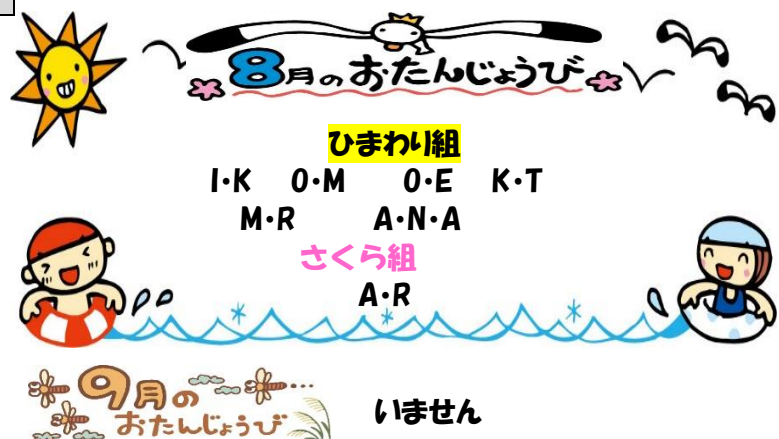 8月のおたんじょうび
ひまわり組
I・K O・M O・E K・T
M・R A・N・A
さくら組
A・R
9月の
おたんじょうび
いません